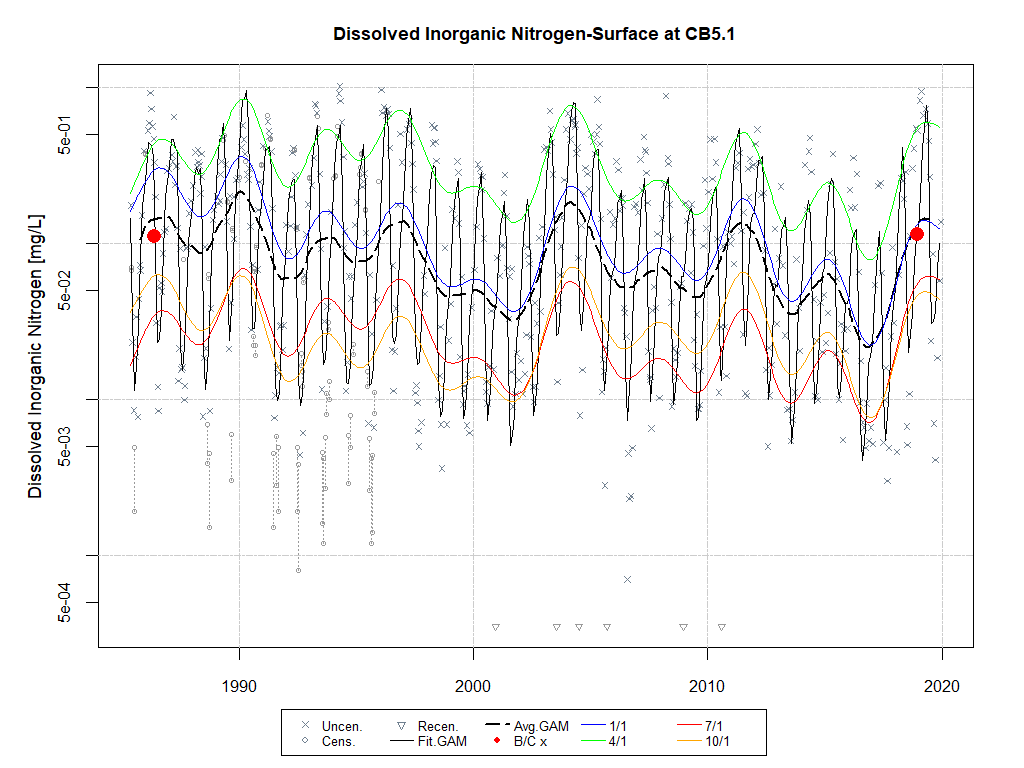 Dissolved Inorganic Nitrogen-Surface at CB5.1
Dissolved Inorganic Nitrogen [mg/L]
5e-01
5e-02
5e-03
5e-04
1990 2000 2010 2020
Uncen. Recen. Avg.GAM 1/1 7/1
Cens. Fit.GAM B/C x 4/1 10/1